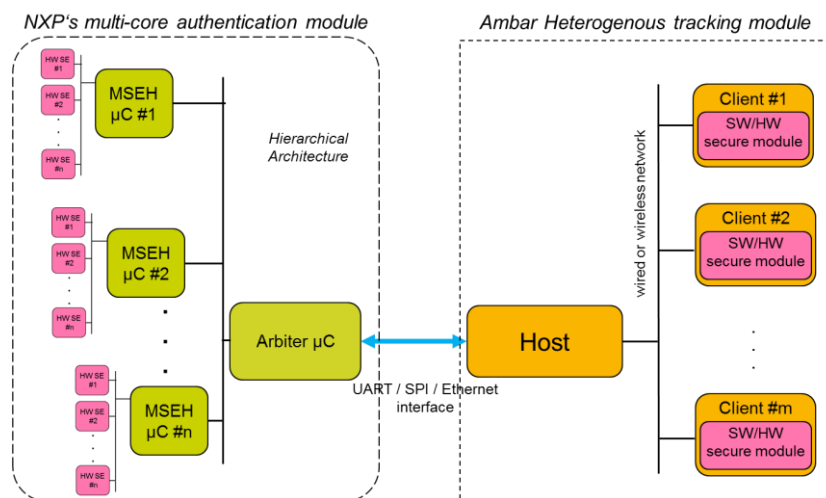 NXP's multi-core authentication module
Ambar Heterogenous tracking module
HW SE
#1
HW SE
#2
HW SE
#n
MSEH
µC #1
Hierarchical
Architecture
HW SE
#1
HW SE
#2
HW SE
#n
MSEH
µC #2
HW SE
#1
HW SE
#2
HW SE
#n
MSEH
µC #n
Arbiter µC
UART / SPI / Ethernet
interface
Host
wired or wireless network
Client #1
SW/HW
secure module
Client #2
SW/HW
secure module
Client #m
SW/HW
secure module